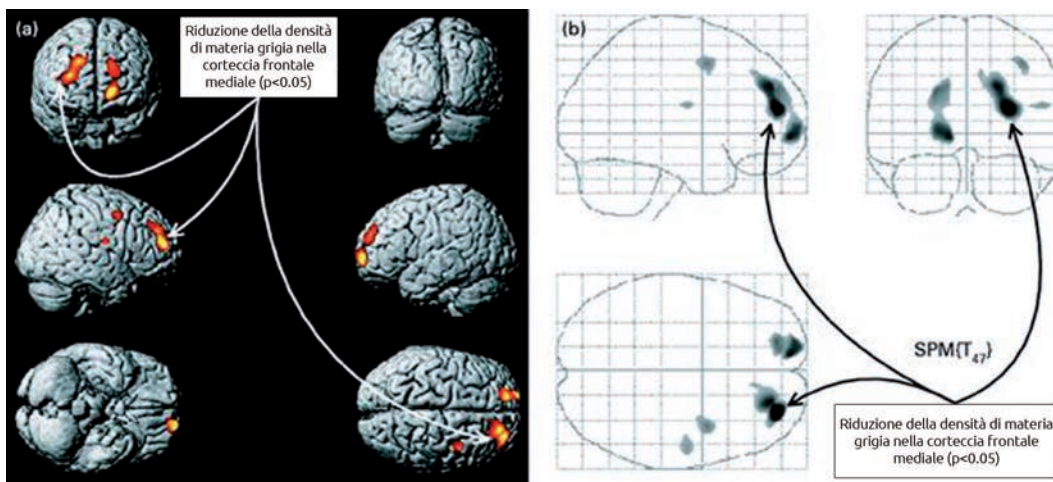 (a)
Riduzione della densità
di materia grigia nella
corteccia frontale
mediale (p<0.05)
(b)
SPM{T47}
Riduzione della densità di materia
grigia nella corteccia frontale
mediale (p<0.05)